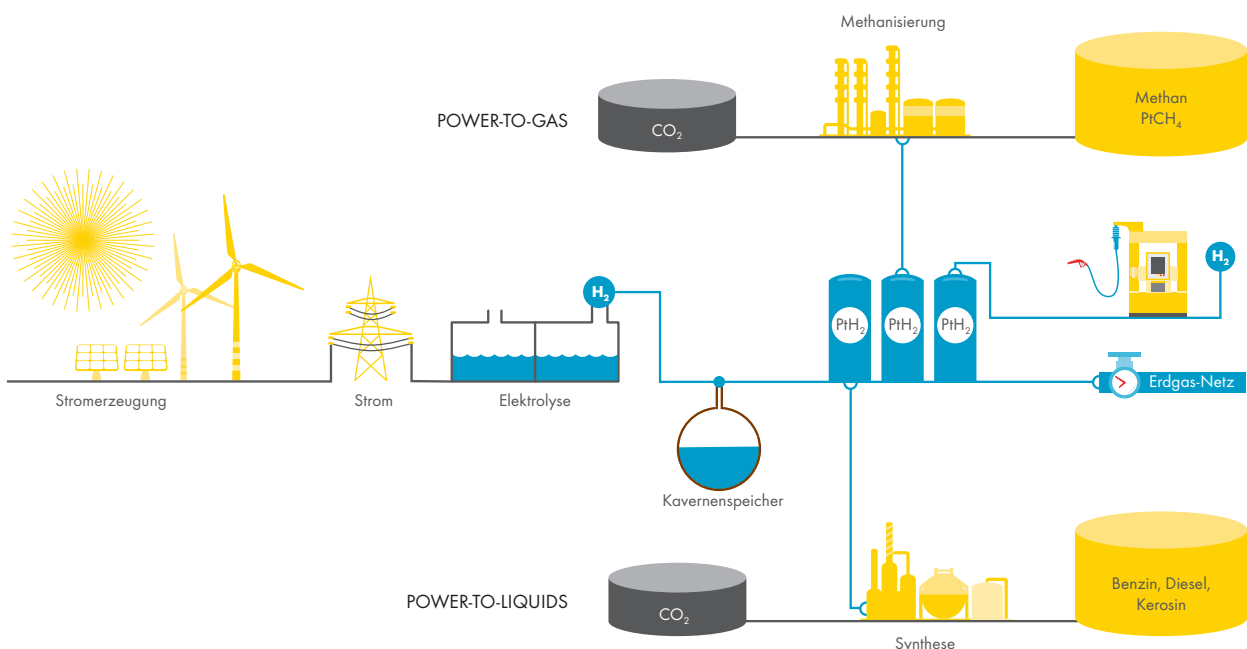 Methanisierung
POWER-TO-GAS
CO₂
Methan
PtCH₄
H₂
H₂
PtH₂
PtH₂
PtH₂
Erdgas-Netz
Stromerzeugung
Strom
Elektrolyse
Kavernenspeicher
POWER-TO-LIQUIDS
CO₂
Benzin, Diesel,
Kerosin
Synthese